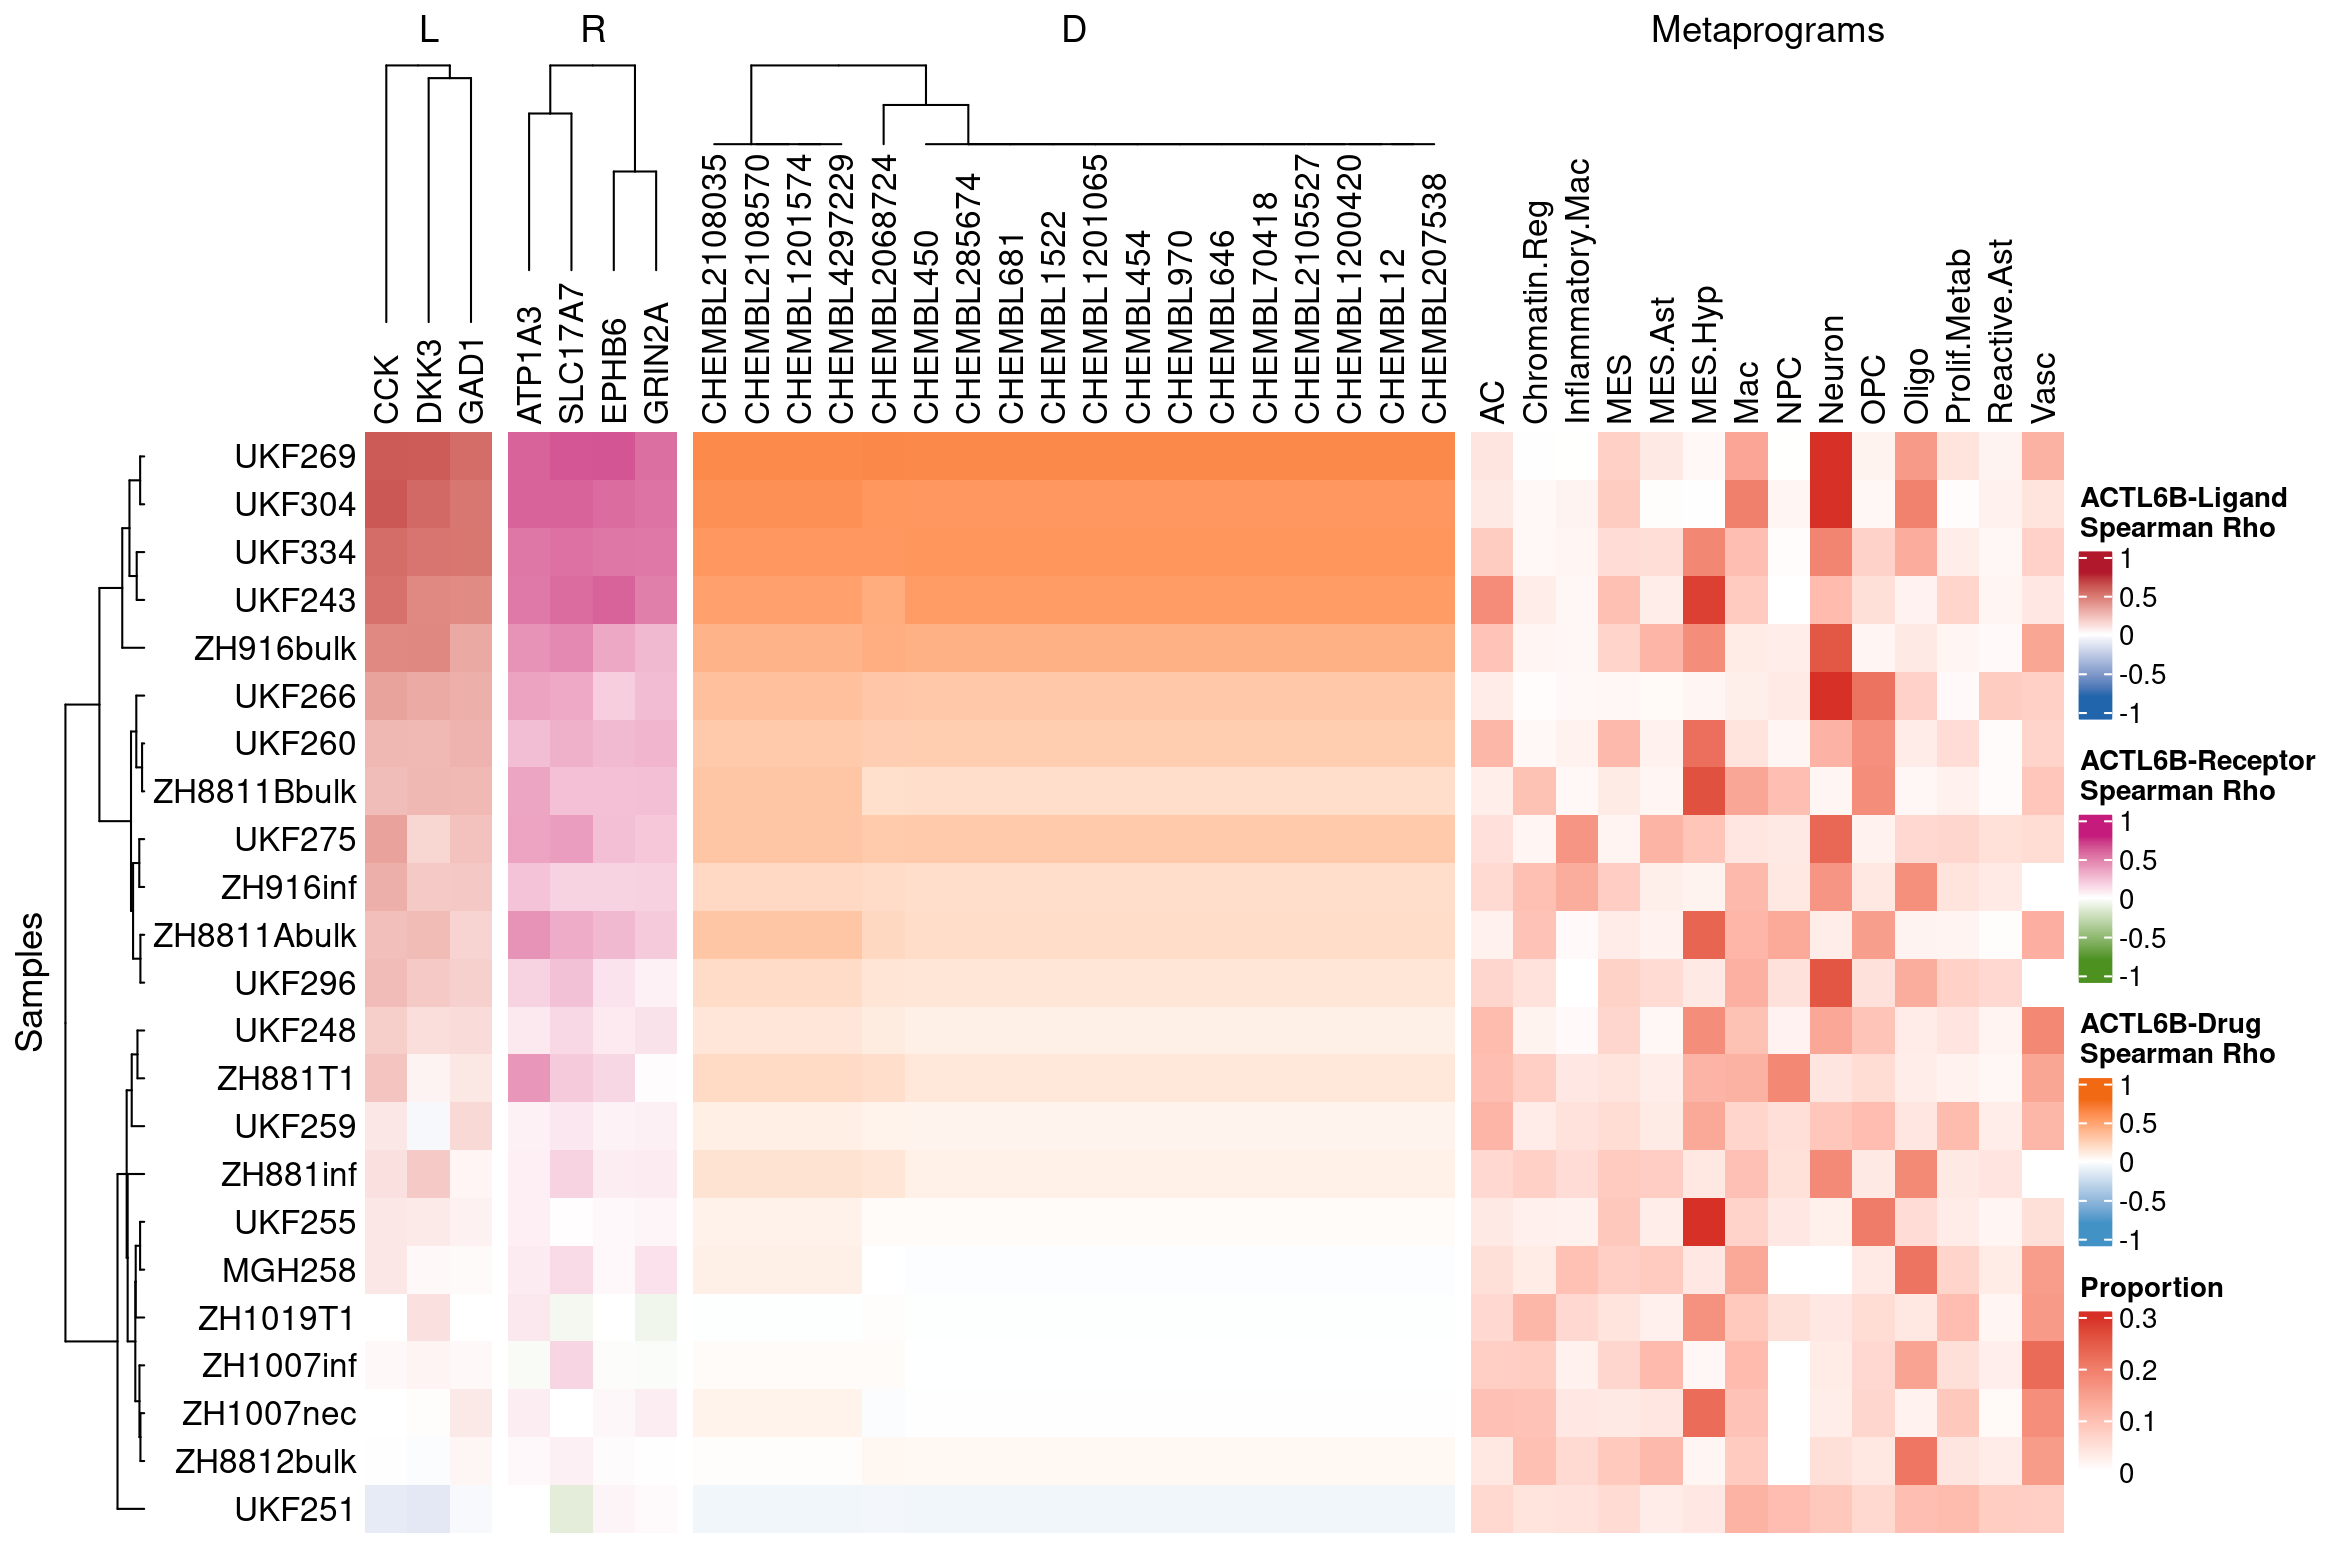 L
R
D
Metaprograms
CCK
DKK3
GAD1
ATP1A3
SLC17A7
EPHB6
GRIN2A
CHEMBL2108035
CHEMBL2108570
CHEMBL1201574
CHEMBL4297229
CHEMBL2068724
CHEMBL450
CHEMBL285674
CHEMBL681
CHEMBL1522
CHEMBL1201065
CHEMBL454
CHEMBL970
CHEMBL646
CHEMBL70418
CHEMBL2105527
CHEMBL1200420
CHEMBL12
CHEMBL207538
AC
Chromatin.Reg
Inflammatory.Mac
MES
MES.Ast
MES.Hyp
Mac
NPC
Neuron
OPC
Oligo
Prolif.Metab
Reactive.Ast
Vasc
Samples
UKF269
UKF304
UKF334
UKF243
ZH916bulk
UKF266
UKF260
ZH8811Bbulk
UKF275
ZH916inf
ZH8811Abulk
UKF296
UKF248
ZH881T1
UKF259
ZH881inf
UKF255
MGH258
ZH1019T1
ZH1007inf
ZH1007nec
ZH8812bulk
UKF251
ACTL6B-Ligand
Spearman Rho
1
0.5
0
-0.5
-1
ACTL6B-Receptor
Spearman Rho
1
0.5
0
-0.5
-1
ACTL6B-Drug
Spearman Rho
1
0.5
0
-0.5
-1
Proportion
0.3
0.2
0.1
0